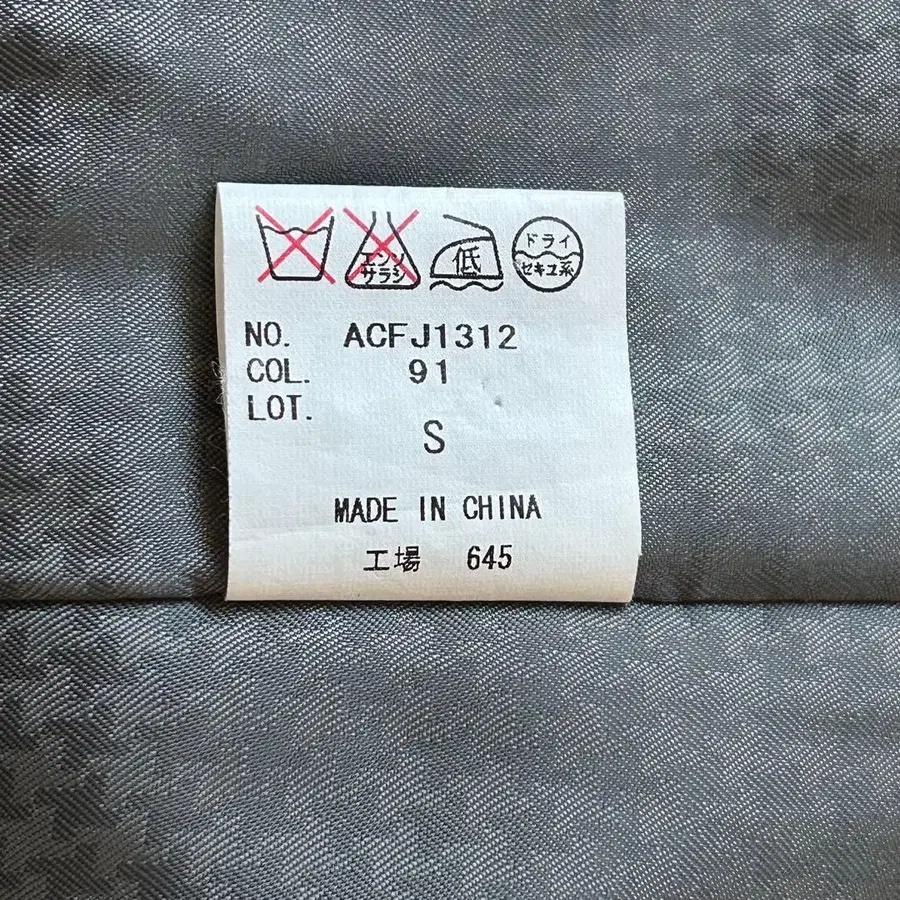 エンソ
サラシ
低
ドライ
セキユ系
NO. ACFJ1312
COL. 91
LOT.
S
MADE IN CHINA
工場 645